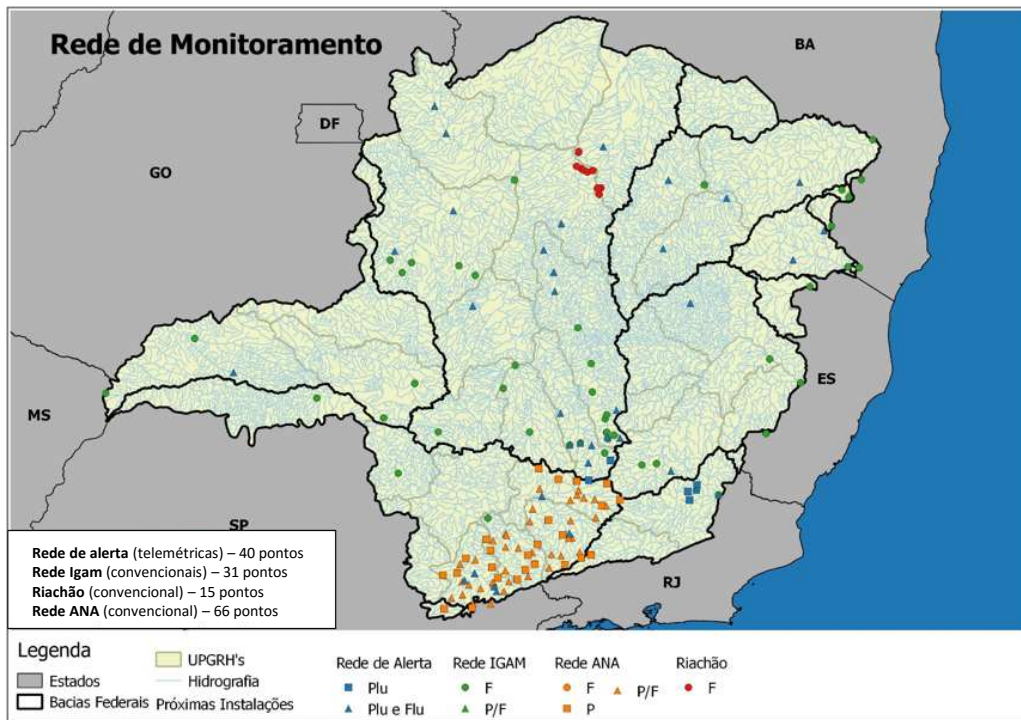 Rede de Monitoramento
BA
DF
GO
MS
ES
SP
RJ
Rede de alerta (telemétricas) – 40 pontos
Rede Igam (convencionais) – 31 pontos
Riachão (convencional) – 15 pontos
Rede ANA (convencional) – 66 pontos
Legenda
Estados
Bacias Federais
UPGRH's
Hidrografia
Próximas Instalações
Rede de Alerta
Plu
Plu e Flu
Rede IGAM
F
P/F
Rede ANA
F
P/F
P
Riachão
F